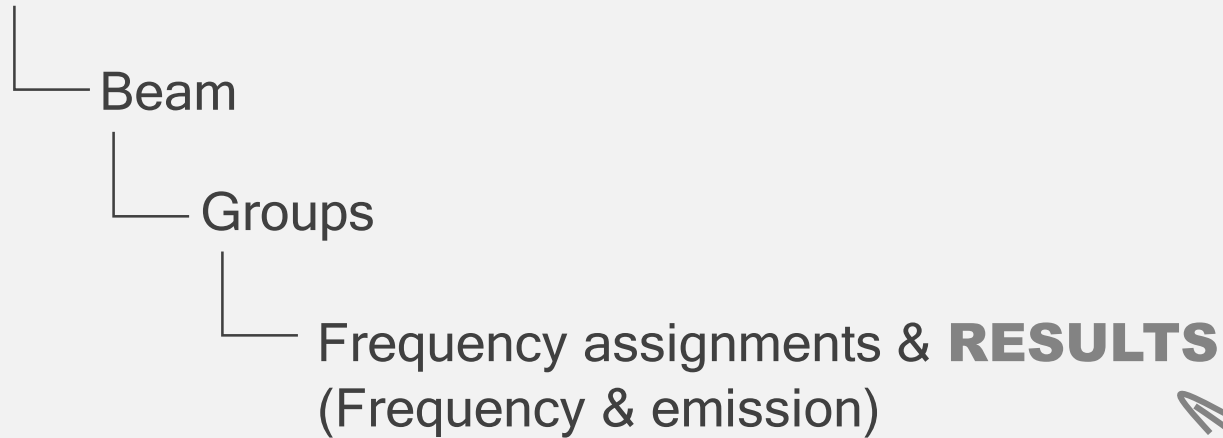 Beam
Groups
Frequency assignments & RESULTS
(Frequency & emission)